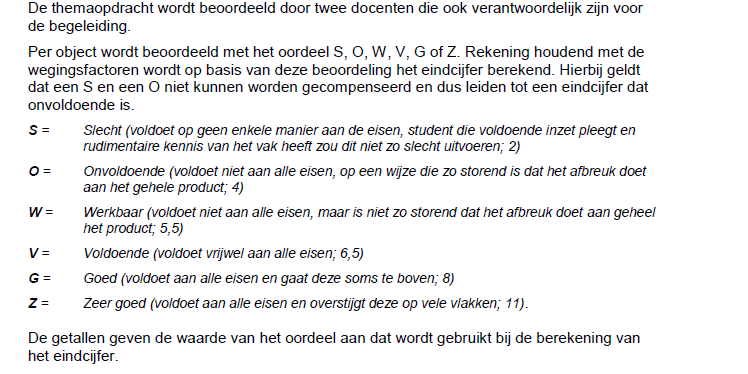 De themaopdracht wordt beoordeeld door twee docenten die ook verantwoordelijk zijn voor
de begeleiding.
Per object wordt beoordeeld met het oordeel S, O, W, V, G of Z. Rekening houdend met de
wegingsfactoren wordt op basis van deze beoordeling het eindcijfer berekend. Hierbij geldt
dat een S en een O niet kunnen worden gecompenseerd en dus leiden tot een eindcijfer dat
onvoldoende is.
S = Slecht (voldoet op geen enkele manier aan de eisen, student die voldoende inzet pleegt en
rudimentaire kennis van het vak heeft zou dit niet zo slecht uitvoeren; 2)
O = Onvoldoende (voldoet niet aan alle eisen, op een wijze die zo storend is dat het afbreuk doet
aan het gehele product; 4)
W = Werkbaar (voldoet niet aan alle eisen, maar is niet zo storend dat het afbreuk doet aan geheel
het product; 5,5)
V = Voldoende (voldoet vrijwel aan alle eisen; 6,5)
G = Goed (voldoet aan alle eisen en gaat deze soms te boven; 8)
Z = Zeer goed (voldoet aan alle eisen en overstijgt deze op vele vlakken; 11).
De getallen geven de waarde van het oordeel aan dat wordt gebruikt bij de berekening van
het eindcijfer.